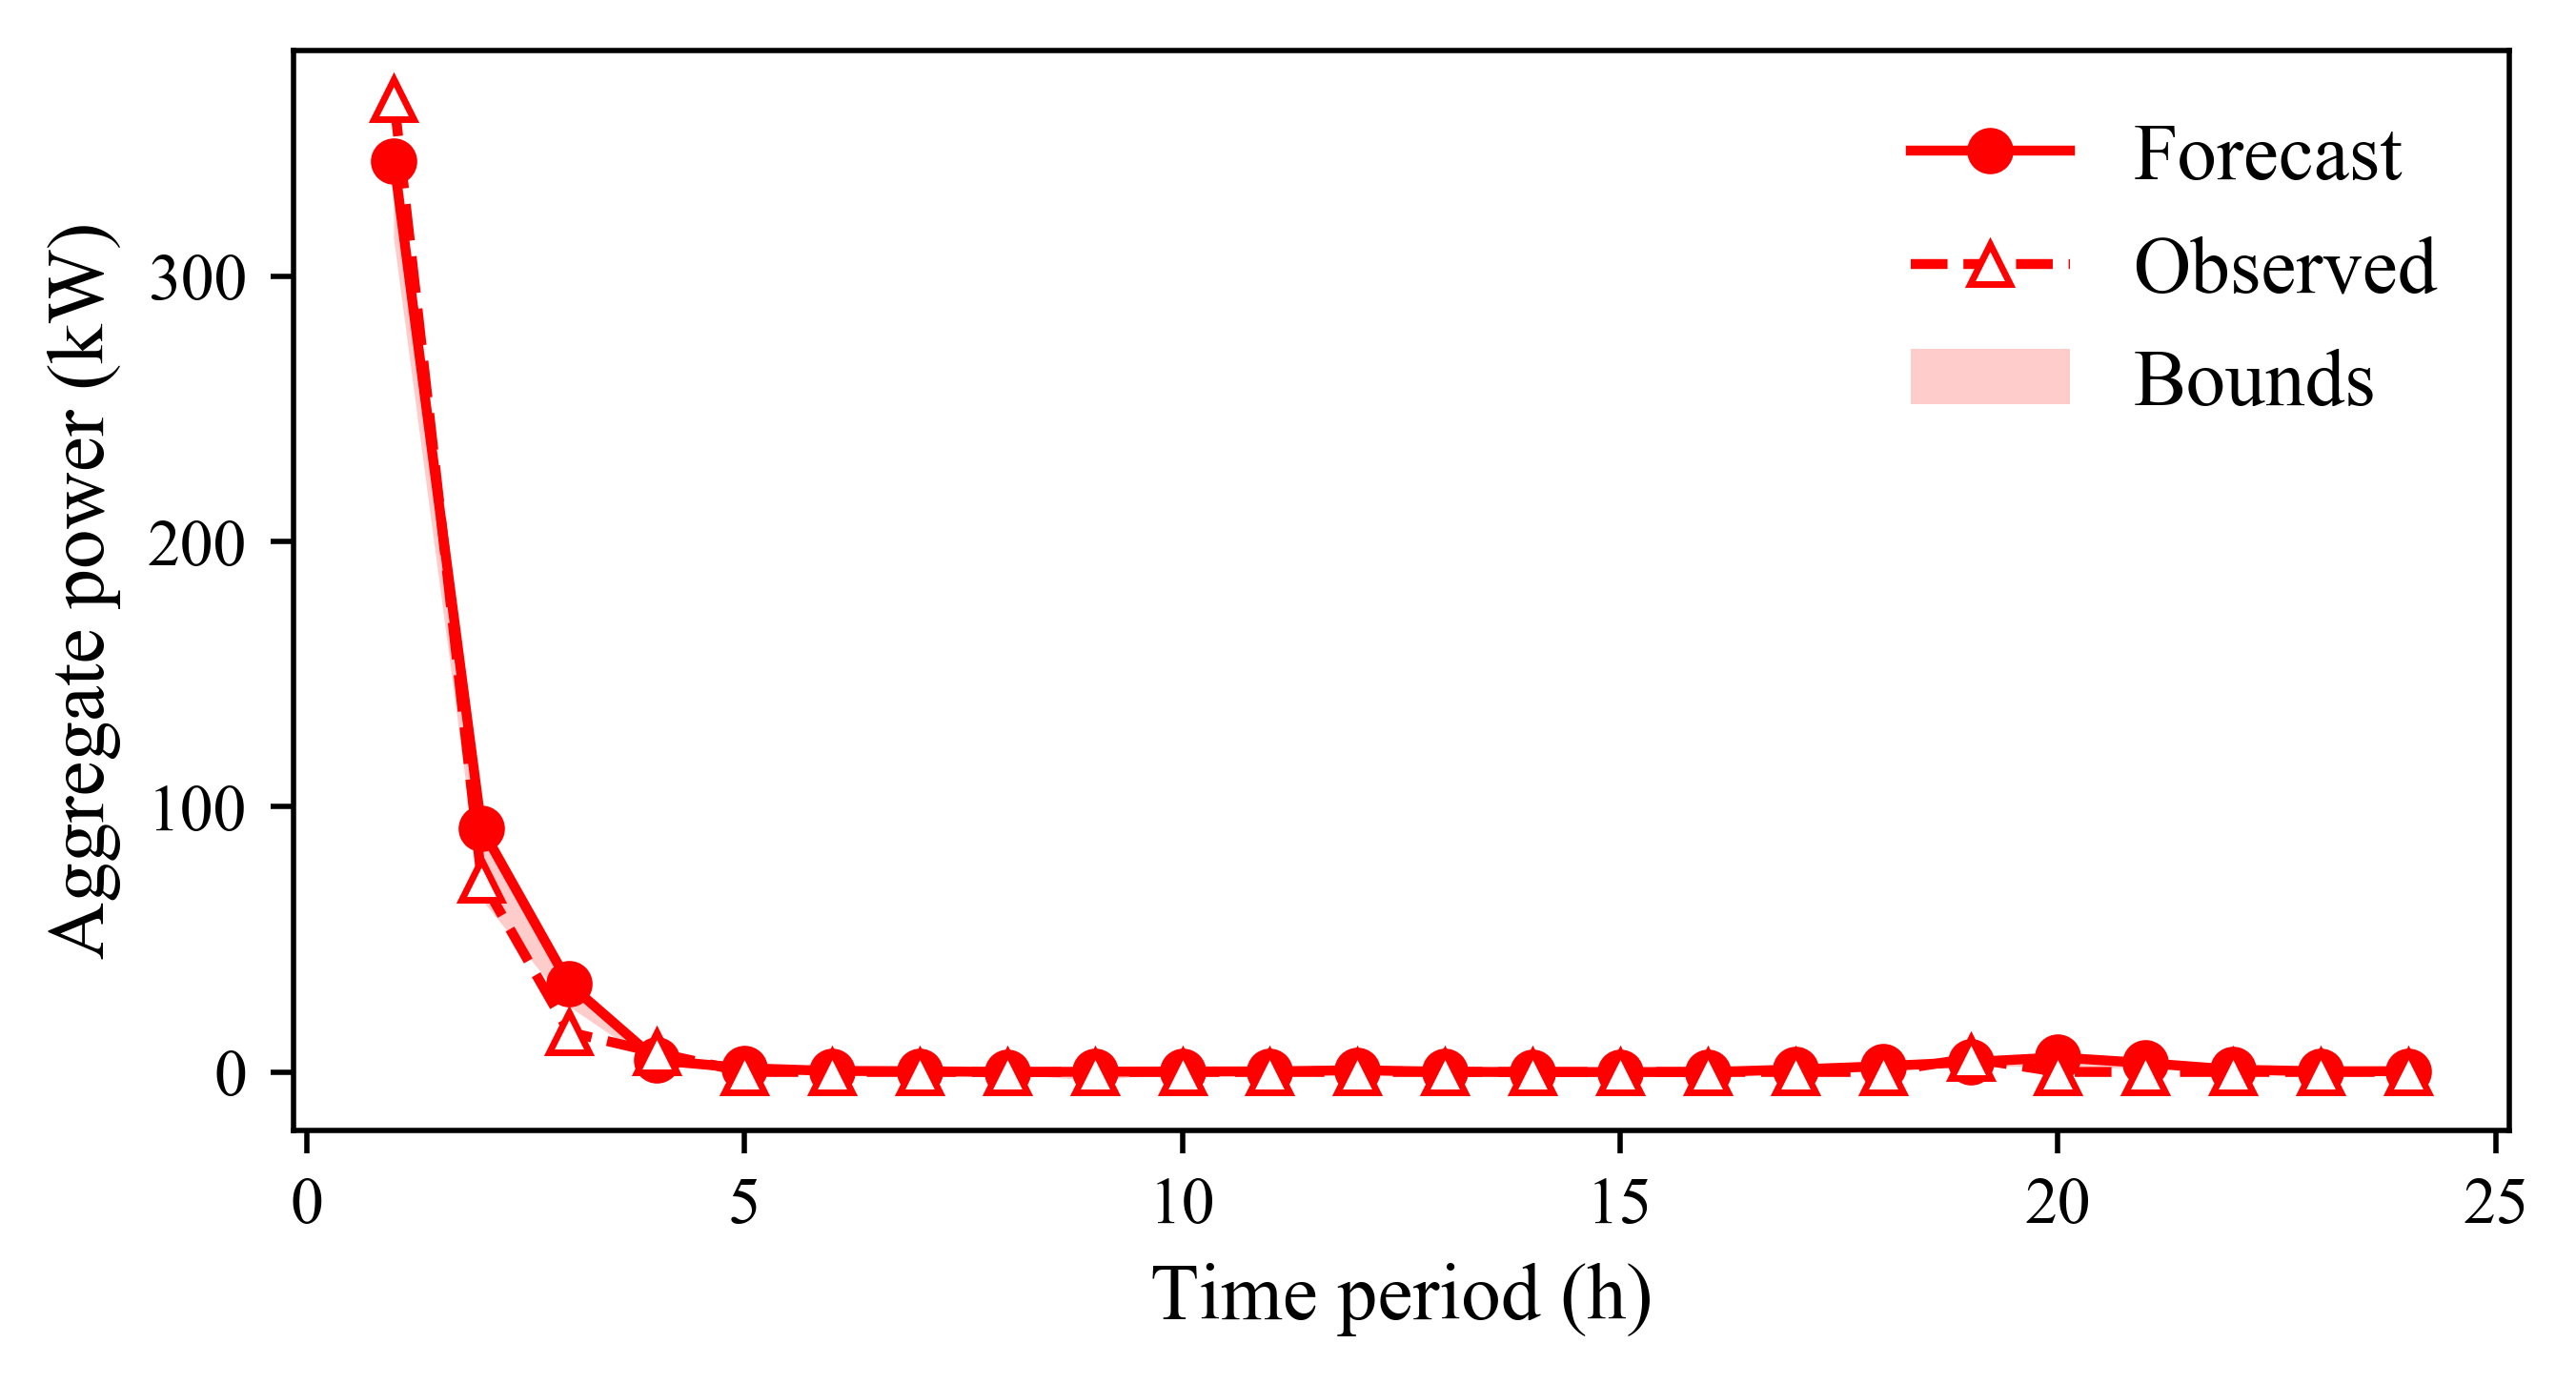 Forecast
Observed
Bounds
Aggregate power (kW)
300
200
100
0
0 5 10 15 20 25
Time period (h)